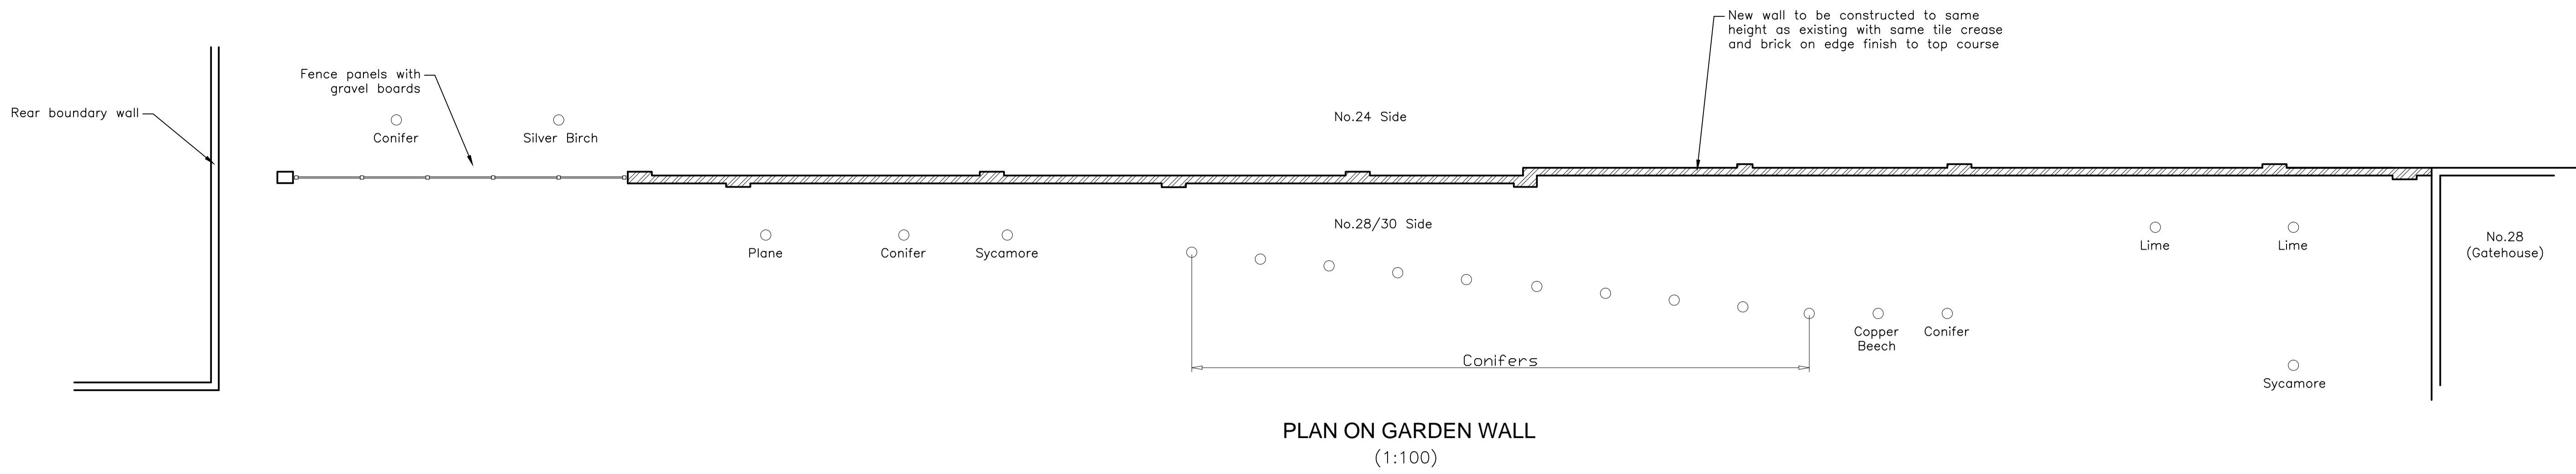 New wall to be constructed to same
height as existing with same tile crease
and brick on edge finish to top course
Fence panels with
gravel boards
Rear boundary wall
Conifer
Silver Birch
No.24 Side
No.28/30 Side
Plane
Conifer
Sycamore
Lime
Lime
No.28
(Gatehouse)
Copper
Beech
Conifer
Conifers
Sycamore
PLAN ON GARDEN WALL
(1:100)